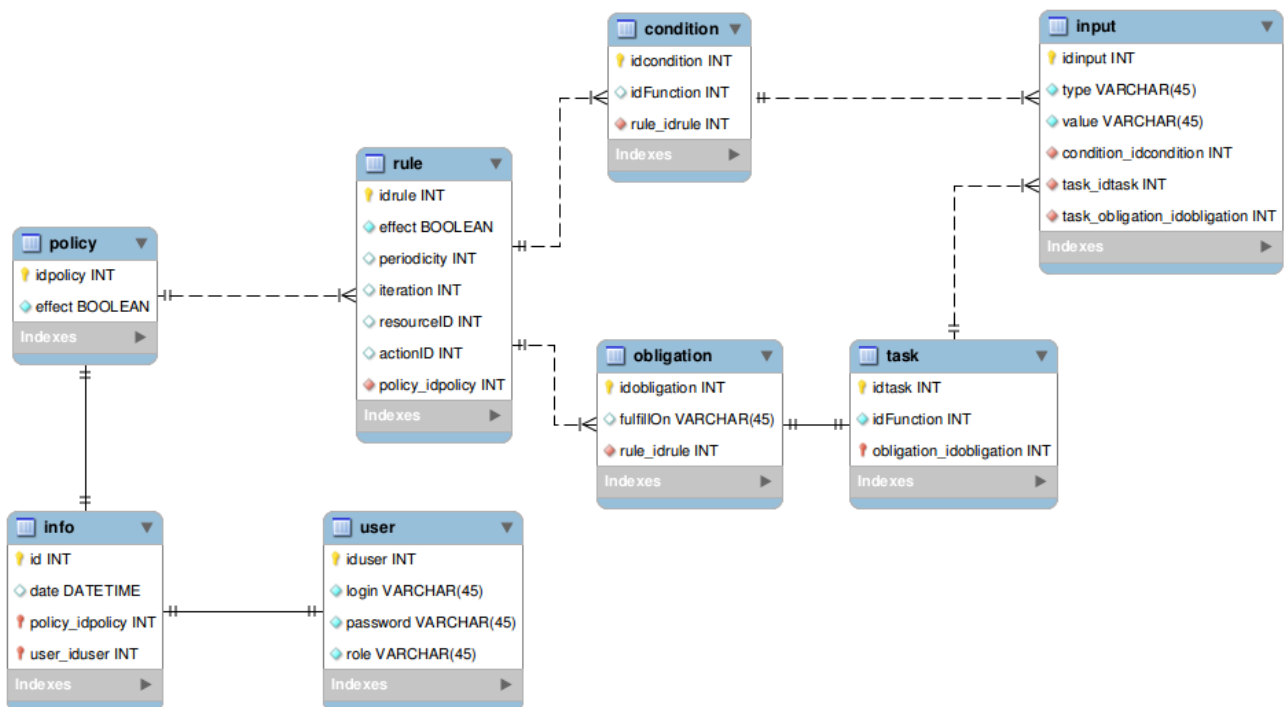 condition
idcondition INT
idFunction INT
rule_idrule INT
Indexes
input
idinput INT
type VARCHAR(45)
value VARCHAR(45)
condition_idcondition INT
task_idtask INT
task_obligation_idobligation INT
Indexes
rule
idrule INT
effect BOOLEAN
periodicity INT
iteration INT
resourceID INT
actionID INT
policy_idpolicy INT
Indexes
policy
idpolicy INT
effect BOOLEAN
Indexes
obligation
idobligation INT
fulfillOn VARCHAR(45)
rule_idrule INT
Indexes
task
idtask INT
idFunction INT
obligation_idobligation INT
Indexes
info
id INT
date DATETIME
policy_idpolicy INT
user_iduser INT
Indexes
user
iduser INT
login VARCHAR(45)
password VARCHAR(45)
role VARCHAR(45)
Indexes